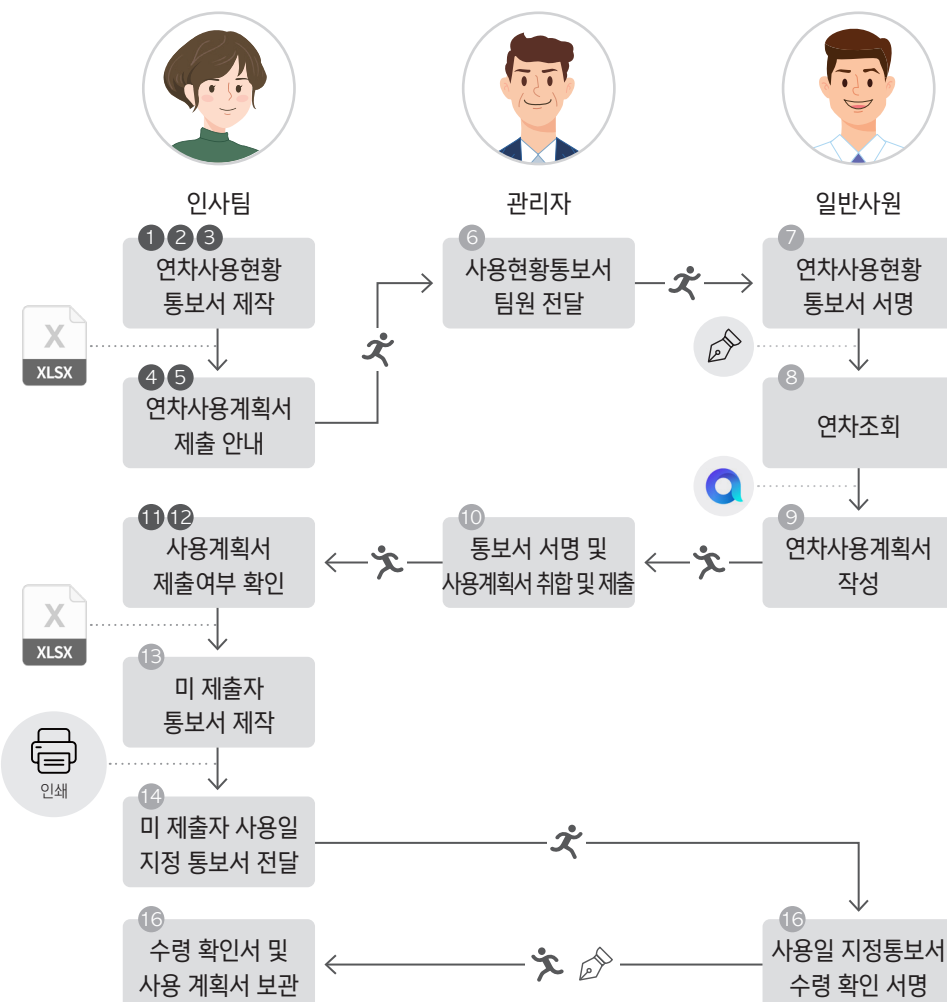 인사팀
관리자
일반사원
1 2 3
연차사용현황
통보서 제작
6
사용현황통보서
팀원 전달
7
연차사용현황
통보서 서명
X
XLSX
4 5
연차사용계획서
제출 안내
8
연차조회
11 12
사용계획서
제출여부 확인
10
통보서 서명 및
사용계획서 취합 및 제출
9
연차사용계획서
작성
X
XLSX
13
미 제출자
통보서 제작
인쇄
14
미 제출자 사용일
지정 통보서 전달
16
수령 확인서 및
사용 계획서 보관
16
사용일 지정통보서
수령 확인 서명